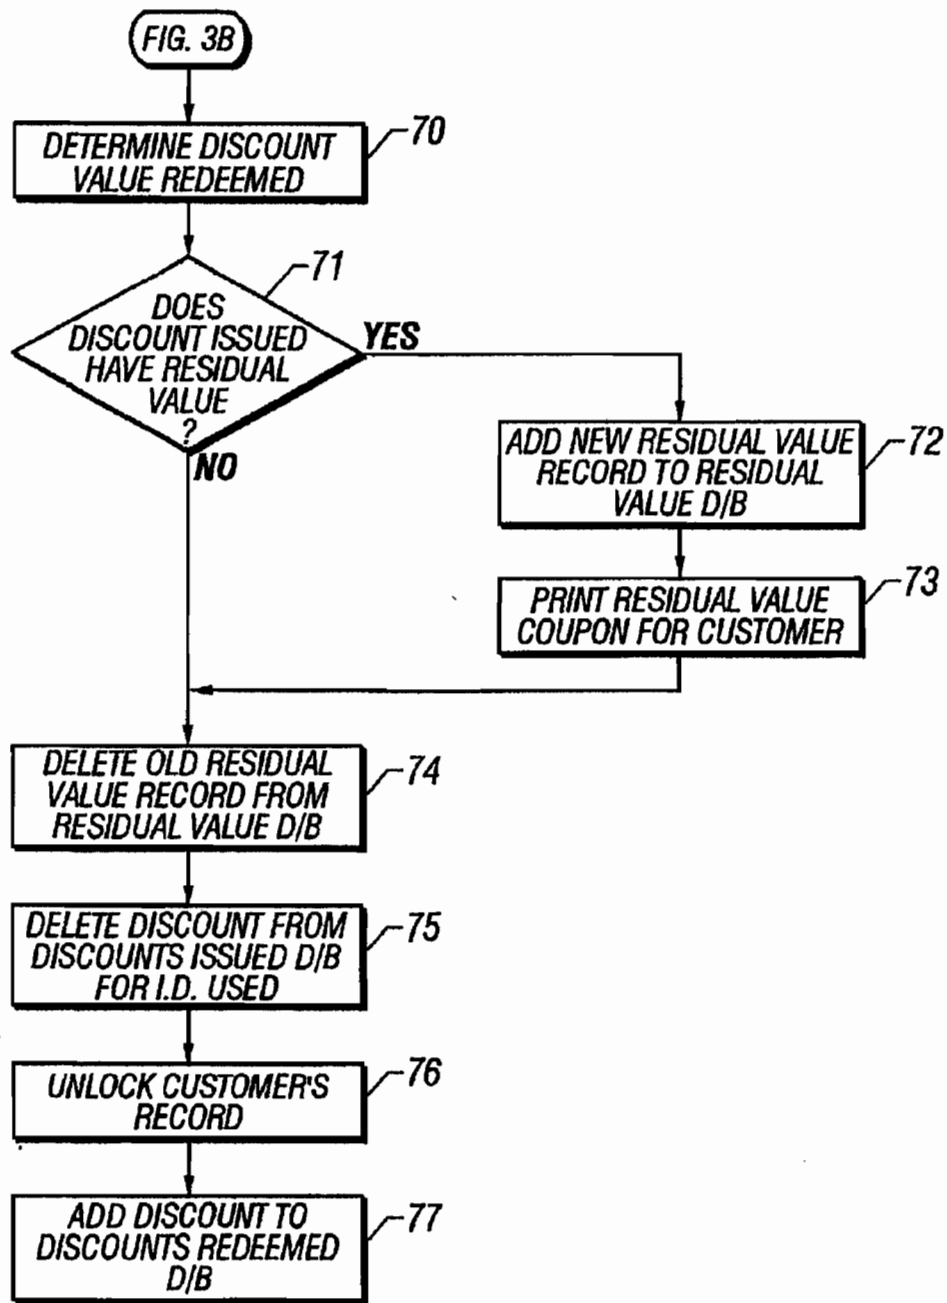 FIG. 3B
DETERMINE DISCOUNT
VALUE REDEEMED
70
71
DOES
DISCOUNT ISSUED
HAVE RESIDUAL
VALUE
?
YES
NO
ADD NEW RESIDUAL VALUE
RECORD TO RESIDUAL
VALUE D/B
72
PRINT RESIDUAL VALUE
COUPON FOR CUSTOMER
73
DELETE OLD RESIDUAL
VALUE RECORD FROM
RESIDUAL VALUE D/B
74
DELETE DISCOUNT FROM
DISCOUNTS ISSUED D/B
FOR I.D. USED
75
UNLOCK CUSTOMER'S
RECORD
76
ADD DISCOUNT TO
DISCOUNTS REDEEMED
D/B
77